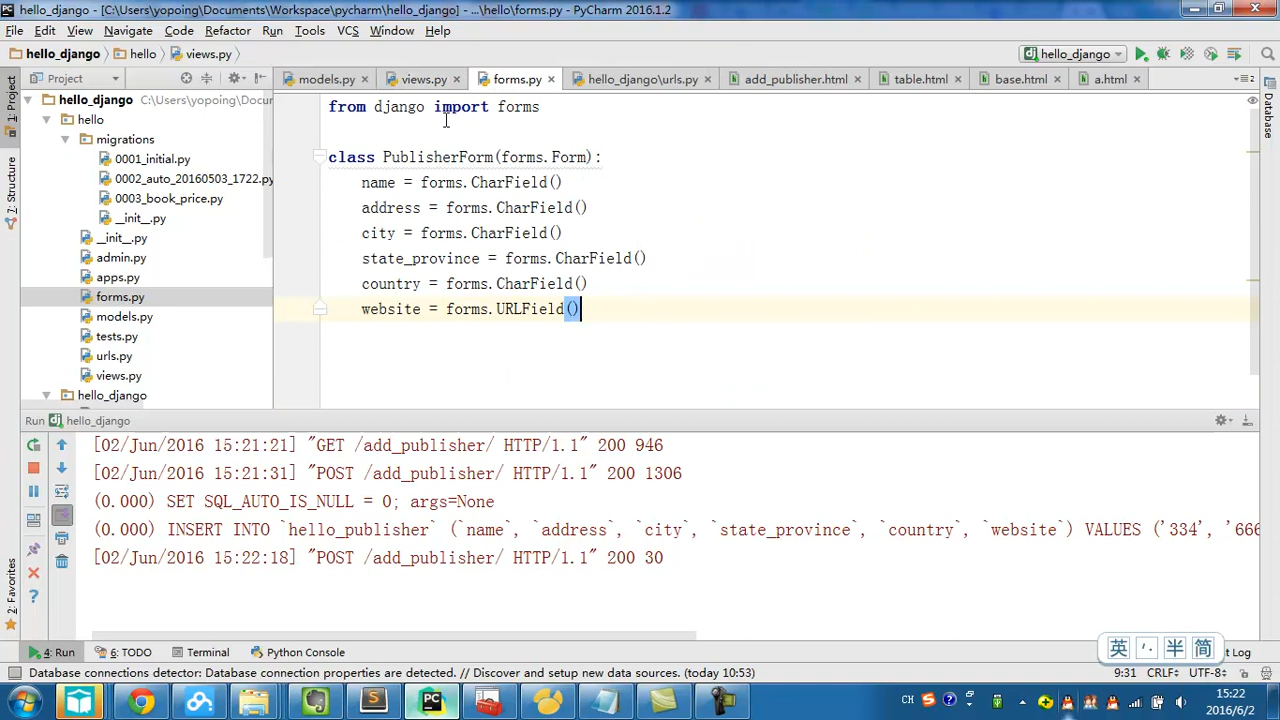 hello_django - [C:\Users\yopoing\Documents\Workspace\pycharm\hello_django] - ...\hello\forms.py - PyCharm 2016.1.2
File Edit View Navigate Code Refactor Run Tools VCS Window Help
hello_django hello views.py hello_django
1: Project
Project
models.py views.py forms.py hello_django\urls.py add_publisher.html table.html base.html a.html
Database
hello_django C:\Users\yopoing\Docum
hello
migrations
0001_initial.py
0002_auto_20160503_1722.py
0003_book_price.py
__init__.py
__init__.py
admin.py
apps.py
forms.py
models.py
tests.py
urls.py
views.py
hello_django
from django import forms
class PublisherForm(forms.Form):
name = forms.CharField()
address = forms.CharField()
city = forms.CharField()
state_province = forms.CharField()
country = forms.CharField()
website = forms.URLField()
7: Structure
2: Favorites
Run hello_django
[02/Jun/2016 15:21:21] "GET /add_publisher/ HTTP/1.1" 200 946
[02/Jun/2016 15:21:31] "POST /add_publisher/ HTTP/1.1" 200 1306
(0.000) SET SQL_AUTO_IS_NULL = 0; args=None
(0.000) INSERT INTO `hello_publisher` (`name`, `address`, `city`, `state_province`, `country`, `website`) VALUES ('334', '666
[02/Jun/2016 15:22:18] "POST /add_publisher/ HTTP/1.1" 200 30
4: Run 6: TODO Terminal Python Console t Log
英 半 简
Database connections detector: Database connection properties are detected. // Discover and setup new data sources. (today 10:53) 9:31 CRLF UTF-8
CH 15:22
2016/6/2